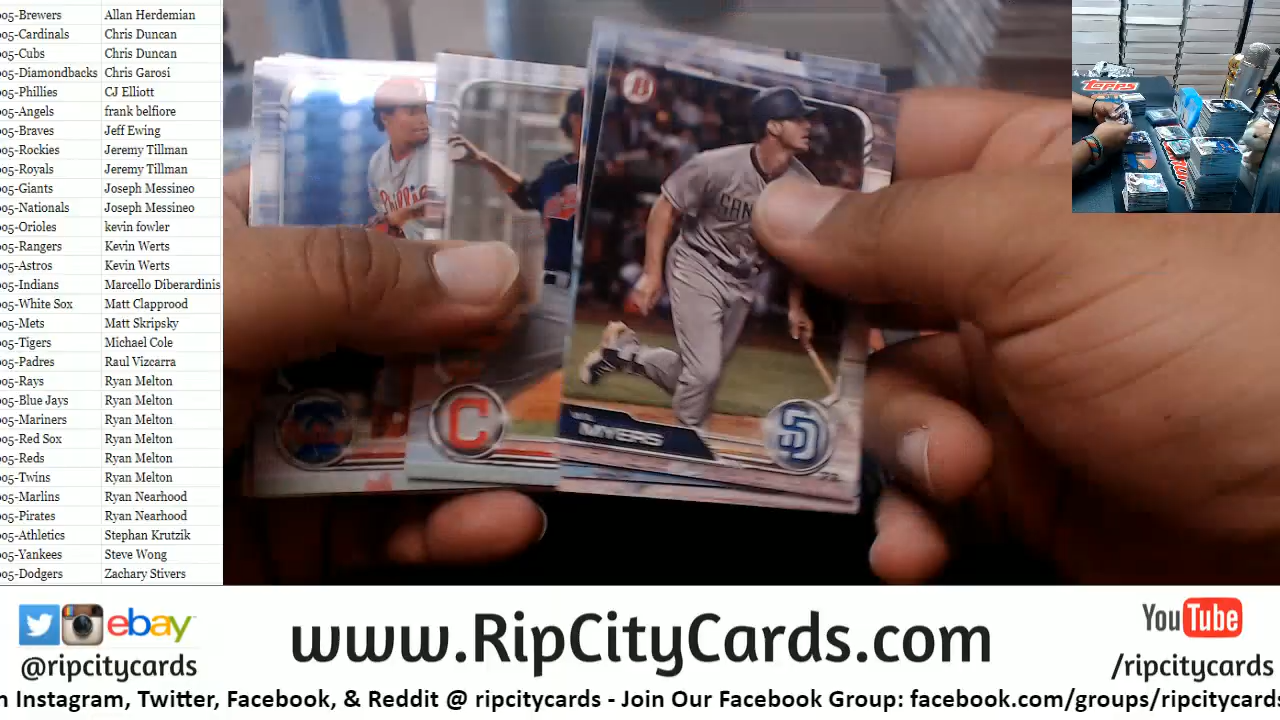 05-Brewers Allan Herdemian
05-Cardinals Chris Duncan
05-Cubs Chris Duncan
05-Diamondbacks Chris Garosi
05-Phillies CJ Elliott
05-Angels frank belfiore
05-Braves Jeff Ewing
05-Rockies Jeremy Tillman
05-Royals Jeremy Tillman
05-Giants Joseph Messineo
05-Nationals Joseph Messineo
05-Orioles kevin fowler
05-Rangers Kevin Werts
05-Astros Kevin Werts
05-Indians Marcello Diberardinis
05-White Sox Matt Clapprood
05-Mets Matt Skripsky
05-Tigers Michael Cole
05-Padres Raul Vizcarra
05-Rays Ryan Melton
05-Blue Jays Ryan Melton
05-Mariners Ryan Melton
05-Red Sox Ryan Melton
05-Reds Ryan Melton
05-Twins Ryan Melton
05-Marlins Ryan Nearhood
05-Pirates Ryan Nearhood
05-Athletics Stephan Krutzik
05-Yankees Steve Wong
05-Dodgers Zachary Stivers
B
Phillies
SAN
C
WIL
MYERS
SD
TOPPS
ebay
@ripcitycards
www.RipCityCards.com
YouTube
/ripcitycards
n Instagram, Twitter, Facebook, & Reddit @ ripcitycards - Join Our Facebook Group: facebook.com/groups/ripcitycards